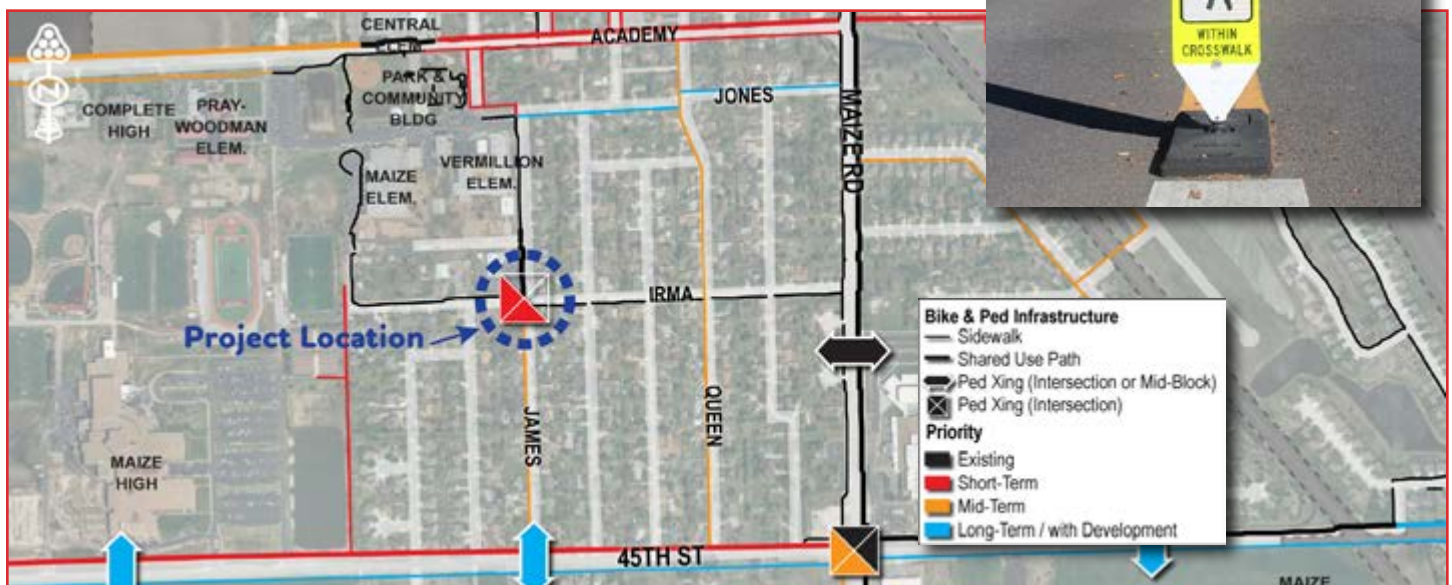 CENTRAL
ELEM.
ACADEMY
PARK &
COMMUNITY
BLDG
COMPLETE
HIGH
PRAY-
WOODMAN
ELEM.
JONES
MAIZE RD
WITHIN
CROSSWALK
N
MAIZE
ELEM.
VERMILLION
ELEM.
IRMA
Project Location
JAMES
QUEEN
MAIZE
HIGH
45TH ST
Bike & Ped Infrastructure
Sidewalk
Shared Use Path
Ped Xing (Intersection or Mid-Block)
Ped Xing (Intersection)
Priority
Existing
Short-Term
Mid-Term
Long-Term / with Development
MAIZE